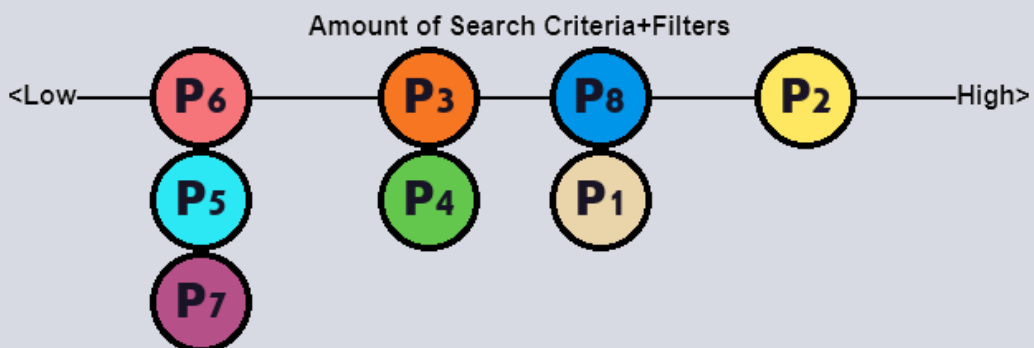 Amount of Search Criteria+Filters
<Low P6 P3 P8 P2 High>
P5 P4 P1
P7